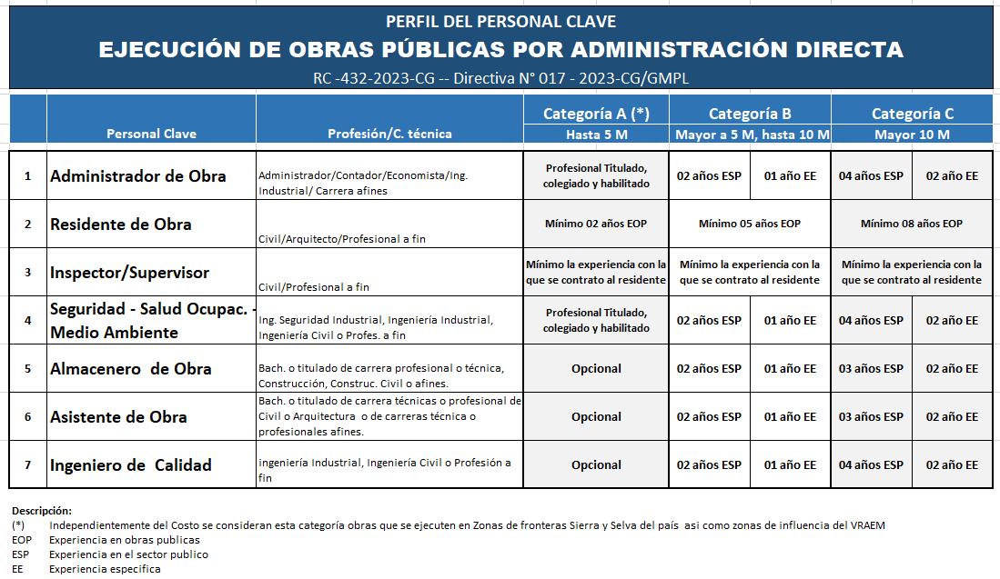 PERFIL DEL PERSONAL CLAVE
EJECUCIÓN DE OBRAS PÚBLICAS POR ADMINISTRACIÓN DIRECTA
RC -432-2023-CG -- Directiva N° 017 - 2023-CG/GMPL
Personal Clave Profesión/C. técnica Categoría A (*) Categoría B Categoría C
Hasta 5 M Mayor a 5 M, hasta 10 M Mayor 10 M
1 Administrador de Obra
Administrador/Contador/Economista/Ing.
Industrial/ Carrera afines
Profesional Titulado,
colegiado y habilitado
02 años ESP 01 año EE 04 años ESP 02 año EE
2 Residente de Obra
Civil/Arquitecto/Profesional a fin
Mínimo 02 años EOP Mínimo 05 años EOP Mínimo 08 años EOP
3 Inspector/Supervisor
Civil/Profesional a fin
Mínimo la experiencia con la
que se contrato al residente
Mínimo la experiencia con la
que se contrato al residente
Mínimo la experiencia con la
que se contrato al residente
4 Seguridad - Salud Ocupac. -
Medio Ambiente
Ing. Seguridad Industrial, Ingeniería Industrial,
Ingeniería Civil o Profes. a fin
Profesional Titulado,
colegiado y habilitado
02 años ESP 01 año EE 04 años ESP 02 año EE
5 Almacenero de Obra
Bach. o titulado de carrera profesional o técnica,
Construcción, Construc. Civil o afines.
Opcional 02 años ESP 01 año EE 03 años ESP 02 año EE
6 Asistente de Obra
Bach. o titulado de carrera técnicas o profesional de
Civil o Arquitectura o de carreras técnica o
profesionales afines.
Opcional 02 años ESP 01 año EE 03 años ESP 02 año EE
7 Ingeniero de Calidad
ingeniería Industrial, Ingeniería Civil o Profesión a
fin
Opcional 02 años ESP 01 año EE 04 años ESP 02 año EE
Descripción:
(*) Independientemente del Costo se consideran esta categoría obras que se ejecuten en Zonas de fronteras Sierra y Selva del país asi como zonas de influencia del VRAEM
EOP Experiencia en obras publicas
ESP Experiencia en el sector publico
EE Experiencia especifica